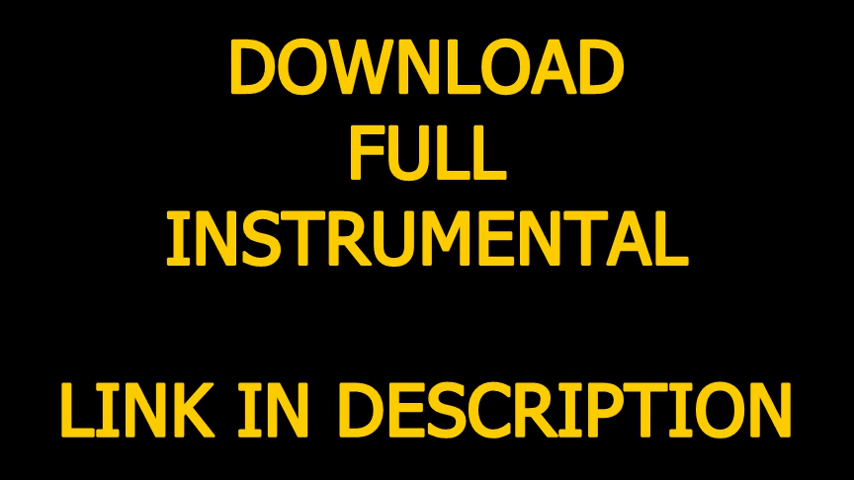 DOWNLOAD
FULL
INSTRUMENTAL
LINK IN DESCRIPTION